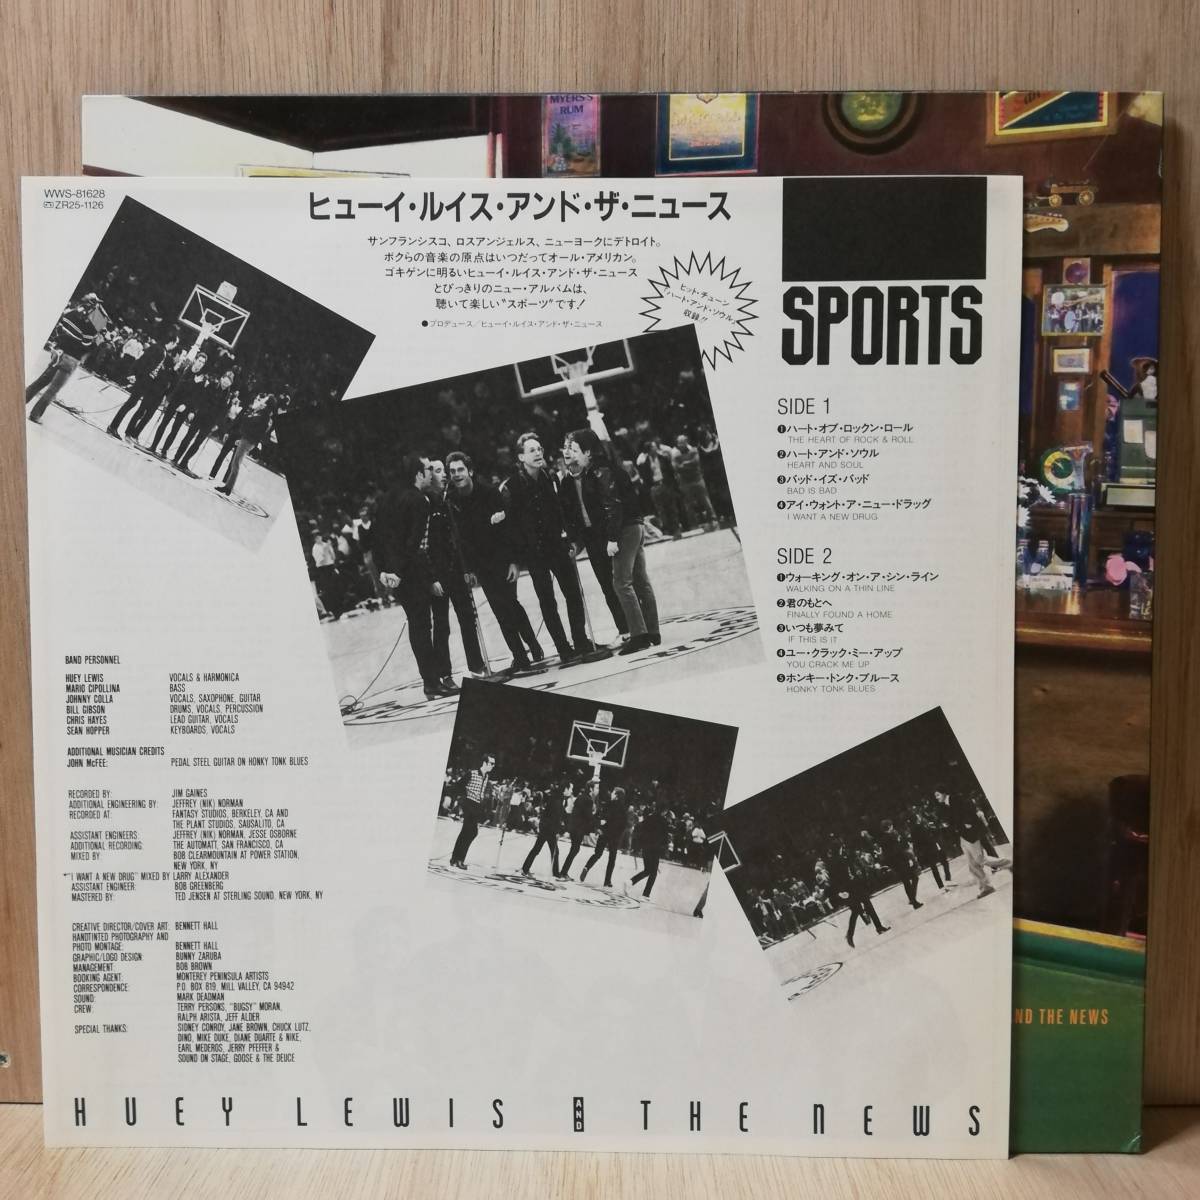 MYERS'S
RUM
WWS-81628
ZR25-1126
ヒューイ・ルイス・アンド・ザ・ニュース
サンフランシスコ、ロスアンジェルス、ニューヨークにデトロイト。
ボクらの音楽の原点はいつだってオール・アメリカン。
ゴキゲンに明るいヒューイ・ルイス・アンド・ザ・ニュース
とびっきりのニュー・アルバムは、
聴いて楽しい"スポーツ"です!
●プロデュース/ヒューイ・ルイス・アンド・ザ・ニュース
ヒット・チューン
「ハート・アンド・ソウル」
収録!!
SPORTS
SIDE 1
❶ハート・オブ・ロックン・ロール
THE HEART OF ROCK & ROLL
❷ハート・アンド・ソウル
HEART AND SOUL
❸バッド・イズ・バッド
BAD IS BAD
❹アイ・ウォント・ア・ニュー・ドラッグ
I WANT A NEW DRUG
SIDE 2
❶ウォーキング・オン・ア・シン・ライン
WALKING ON A THIN LINE
❷君のもとへ
FINALLY FOUND A HOME
❸いつも夢みて
IF THIS IS IT
❹ユー・クラック・ミー・アップ
YOU CRACK ME UP
❺ホンキー・トンク・ブルース
HONKY TONK BLUES
BAND PERSONNEL
HUEY LEWIS VOCALS & HARMONICA
MARIO CIPOLLINA BASS
JOHNNY COLLA VOCALS, SAXOPHONE, GUITAR
BILL GIBSON DRUMS, VOCALS, PERCUSSION
CHRIS HAYES LEAD GUITAR, VOCALS
SEAN HOPPER KEYBOARDS, VOCALS
ADDITIONAL MUSICIAN CREDITS
JOHN McFEE: PEDAL STEEL GUITAR ON HONKY TONK BLUES
RECORDED BY: JIM GAINES
ADDITIONAL ENGINEERING BY: JEFFREY (NIK) NORMAN
RECORDED AT: FANTASY STUDIOS, BERKELEY, CA AND
THE PLANT STUDIOS, SAUSALITO, CA
ASSISTANT ENGINEERS: JEFFREY (NIK) NORMAN, JESSE OSBORNE
ADDITIONAL RECORDING: THE AUTOMATT, SAN FRANCISCO, CA
MIXED BY: BOB CLEARMOUNTAIN AT POWER STATION,
NEW YORK, NY
*"I WANT A NEW DRUG" MIXED BY LARRY ALEXANDER
ASSISTANT ENGINEER: BOB GREENBERG
MASTERED BY: TED JENSEN AT STERLING SOUND, NEW YORK, NY
CREATIVE DIRECTOR/COVER ART: BENNETT HALL
HANDTINTED PHOTOGRAPHY AND
PHOTO MONTAGE: BENNETT HALL
GRAPHIC/LOGO DESIGN: BUNNY ZARUBA
MANAGEMENT: BOB BROWN
BOOKING AGENT: MONTEREY PENINSULA ARTISTS
CORRESPONDENCE: P.O. BOX 819, MILL VALLEY, CA 94942
SOUND: MARK DEADMAN
CREW: TERRY PERSONS, "BUGSY" MORAN,
RALPH ARISTA, JEFF ALDER
SPECIAL THANKS: SIDNEY CONROY, JANE BROWN, CHUCK LUTZ,
DINO, MIKE DUKE, DIANE DUARTE & NIKE,
EARL MEDEROS, JERRY PFEFFER &
SOUND ON STAGE, GOOSE & THE DEUCE
HUEY LEWIS AND THE NEWS
ND THE NEWS